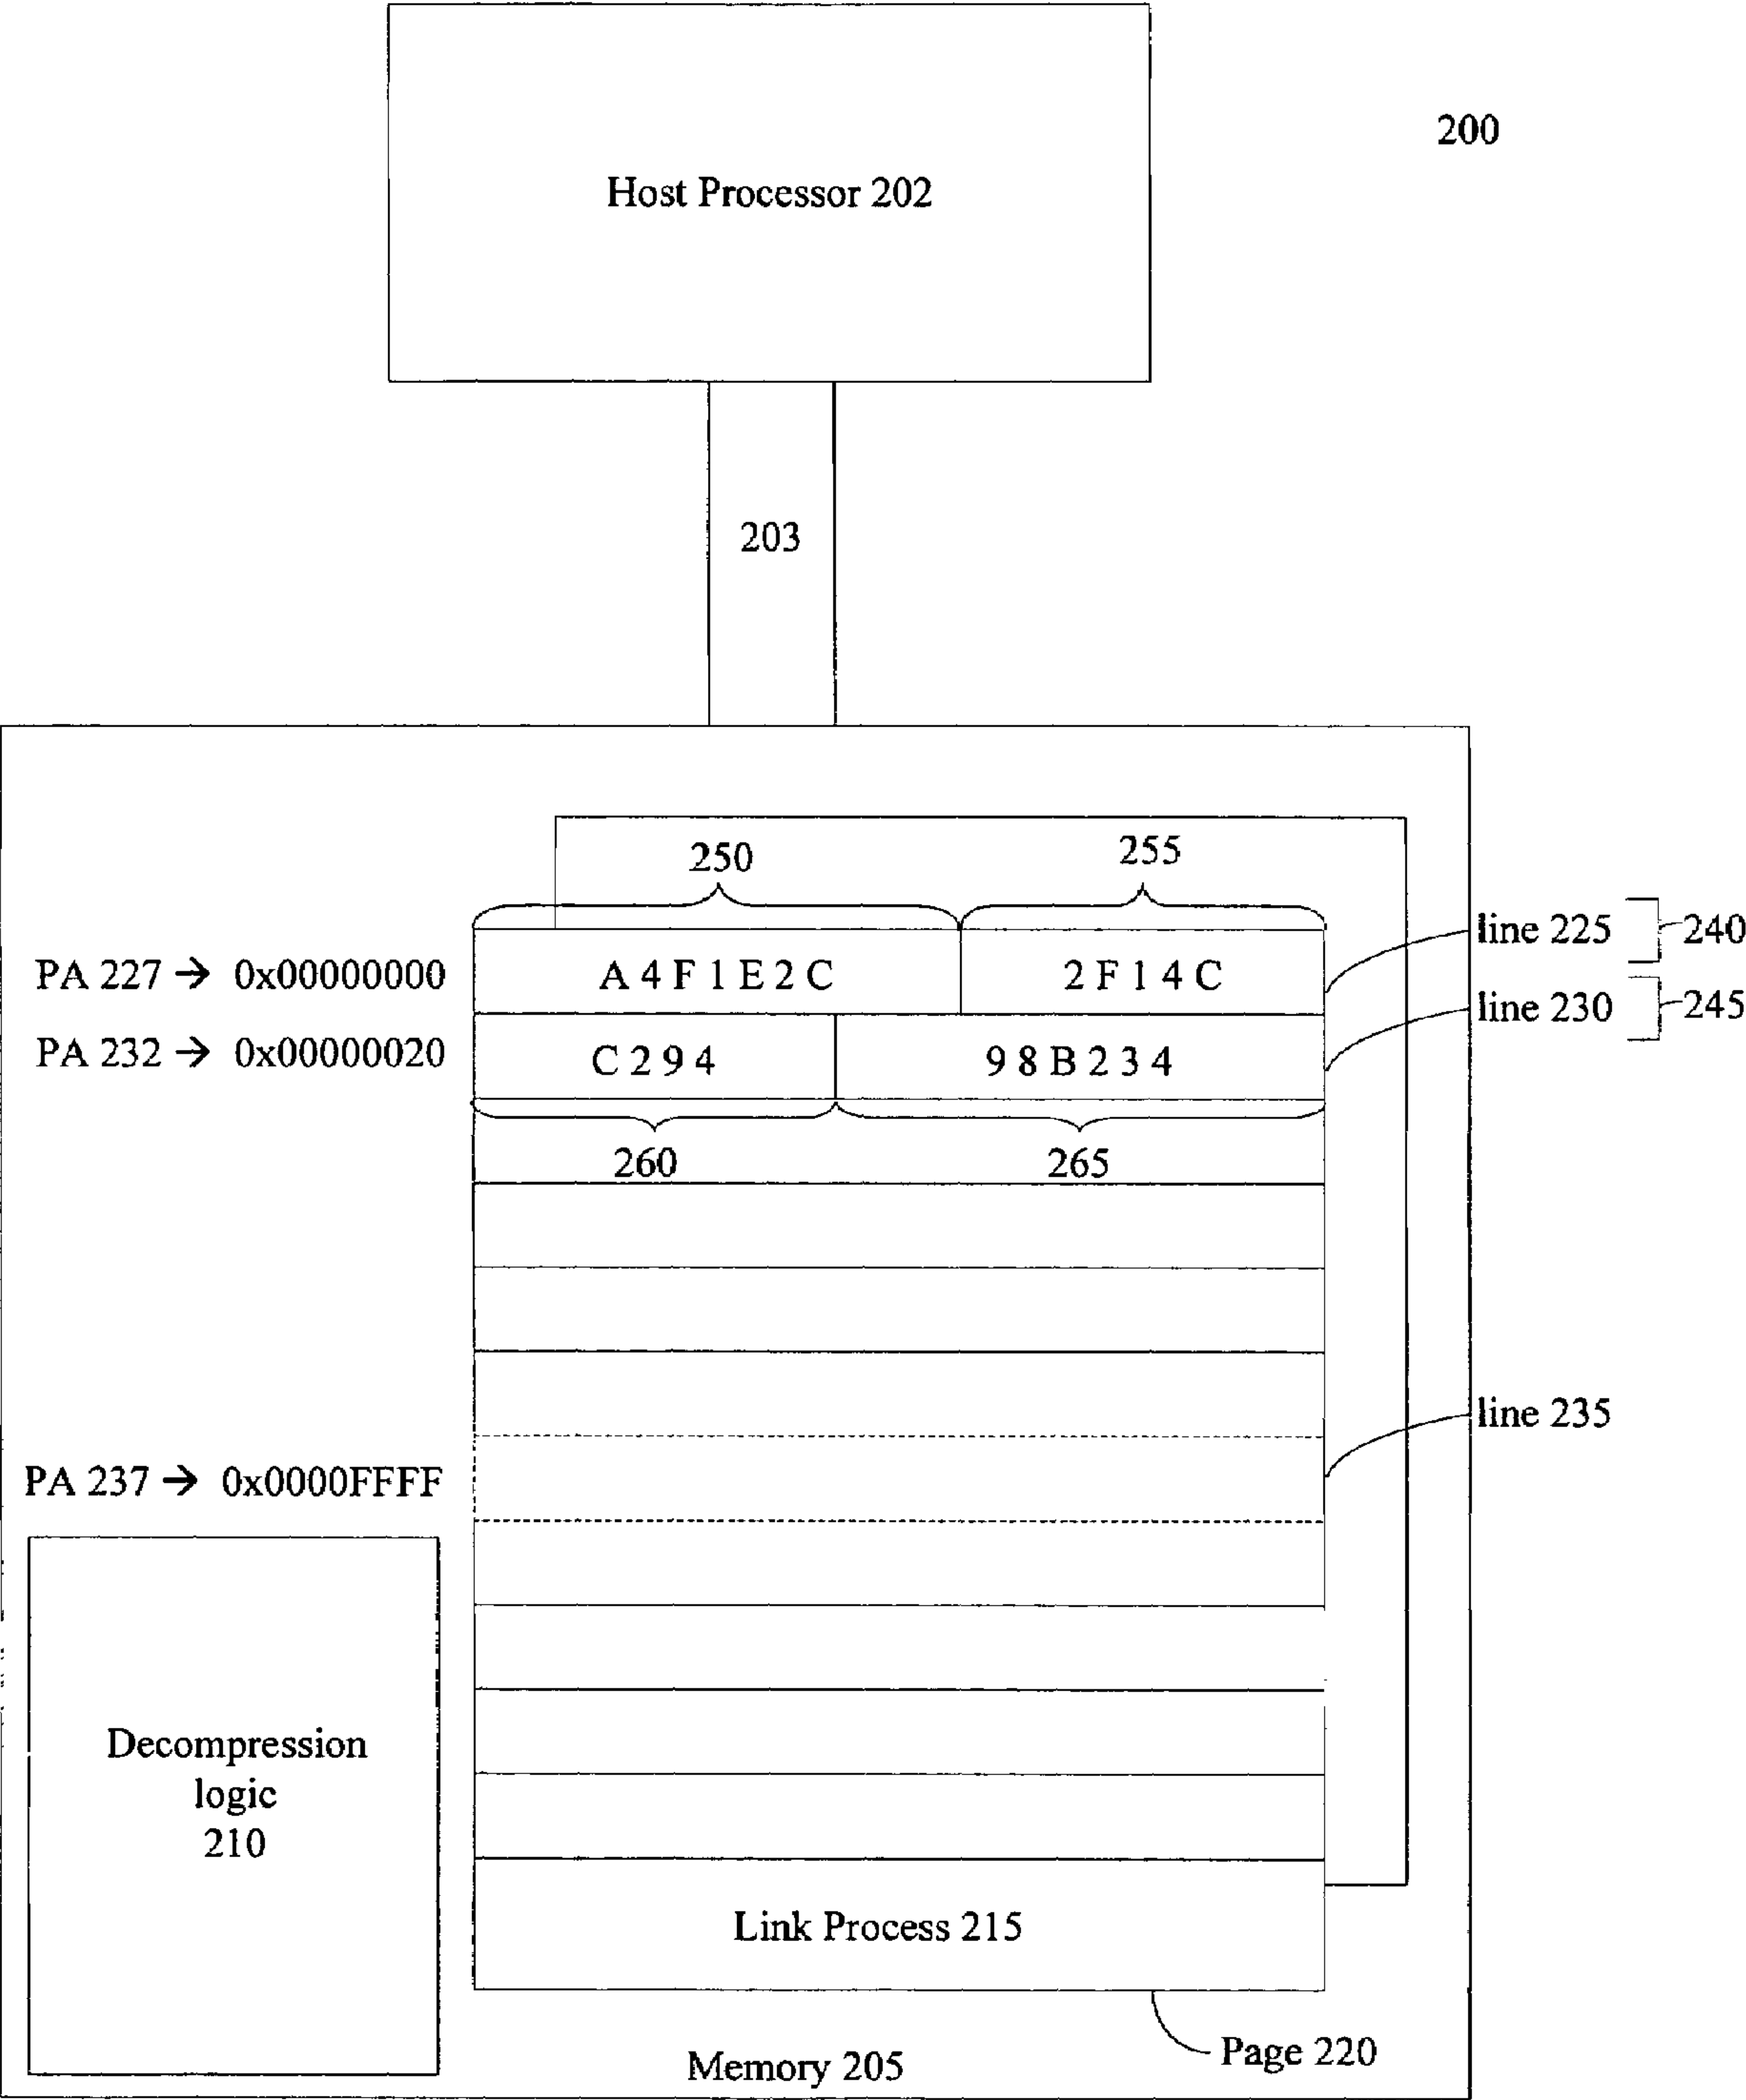 200
Host Processor 202
203
250 255
PA 227 → 0x00000000 A 4 F 1 E 2 C 2 F 1 4 C line 225 240
PA 232 → 0x00000020 C 2 9 4 9 8 B 2 3 4 line 230 245
260 265
line 235
PA 237 → 0x0000FFFF
Decompression
logic
210
Link Process 215
Page 220
Memory 205